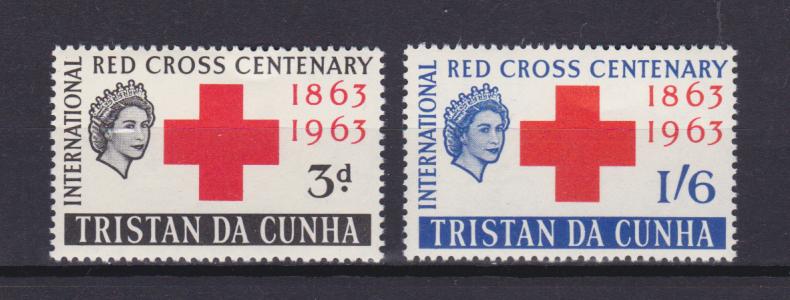 INTERNATIONAL
RED CROSS CENTENARY
1863
1963
3d.
TRISTAN DA CUNHA
INTERNATIONAL
RED CROSS CENTENARY
1863
1963
1/6
TRISTAN DA CUNHA